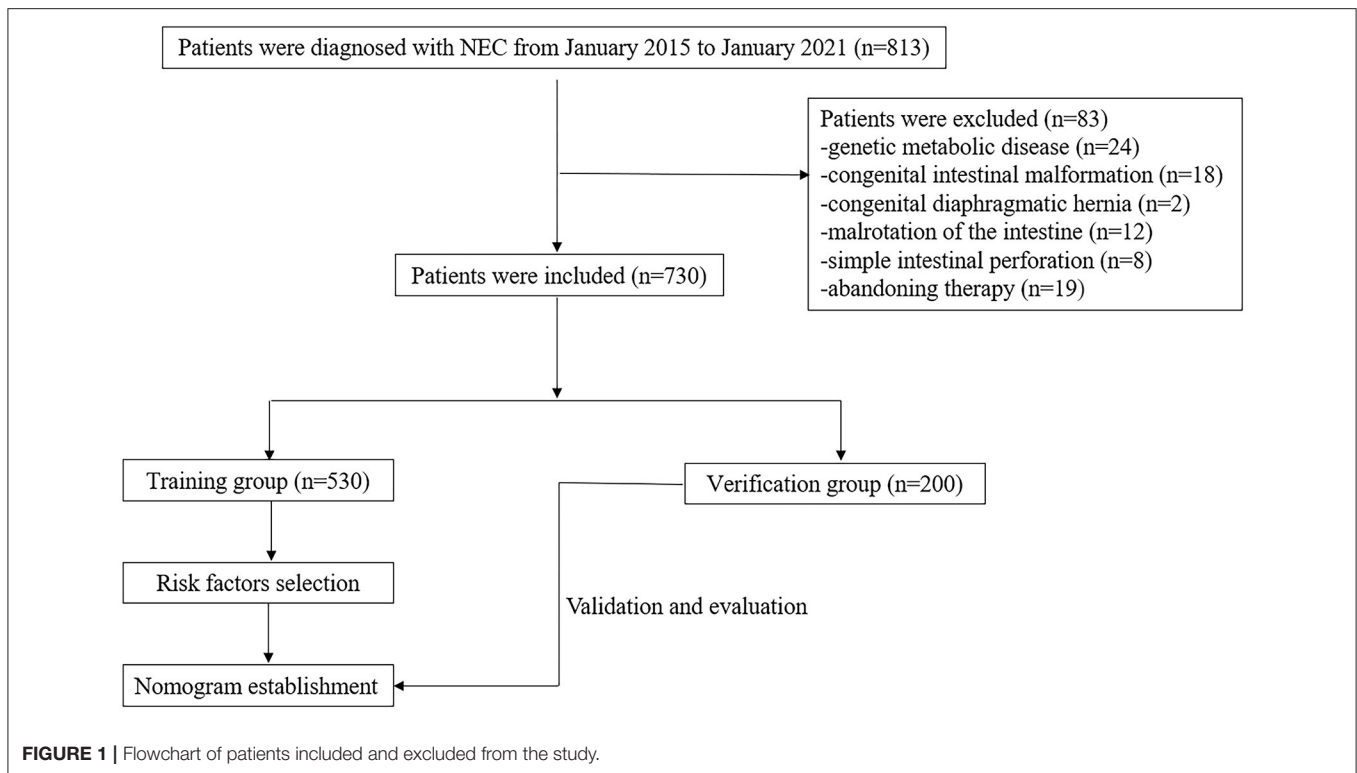 Patients were diagnosed with NEC from January 2015 to January 2021 (n=813)
Patients were excluded (n=83)
-genetic metabolic disease (n=24)
-congenital intestinal malformation (n=18)
-congenital diaphragmatic hernia (n=2)
-malrotation of the intestine (n=12)
-simple intestinal perforation (n=8)
-abandoning therapy (n=19)
Patients were included (n=730)
Training group (n=530)
Verification group (n=200)
Risk factors selection
Validation and evaluation
Nomogram establishment
FIGURE 1 | Flowchart of patients included and excluded from the study.